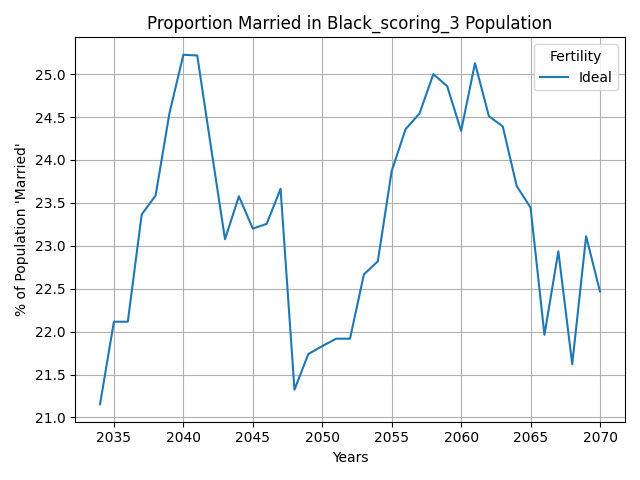 Proportion Married in Black_scoring_3 Population
Fertility
Ideal
% of Population 'Married'
25.0
24.5
24.0
23.5
23.0
22.5
22.0
21.5
21.0
2035 2040 2045 2050 2055 2060 2065 2070
Years